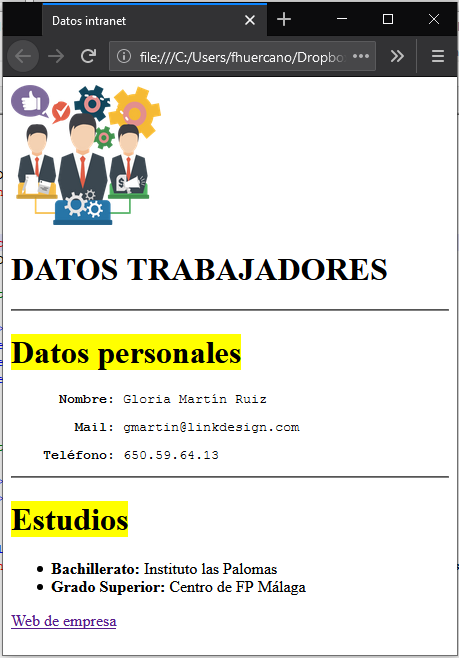 Datos intranet
file:///C:/Users/fhuercano/Dropbo
DATOS TRABAJADORES
Datos personales
Nombre: Gloria Martín Ruiz
Mail: gmartin@linkdesign.com
Teléfono: 650.59.64.13
Estudios
Bachillerato: Instituto las Palomas
Grado Superior: Centro de FP Málaga
Web de empresa